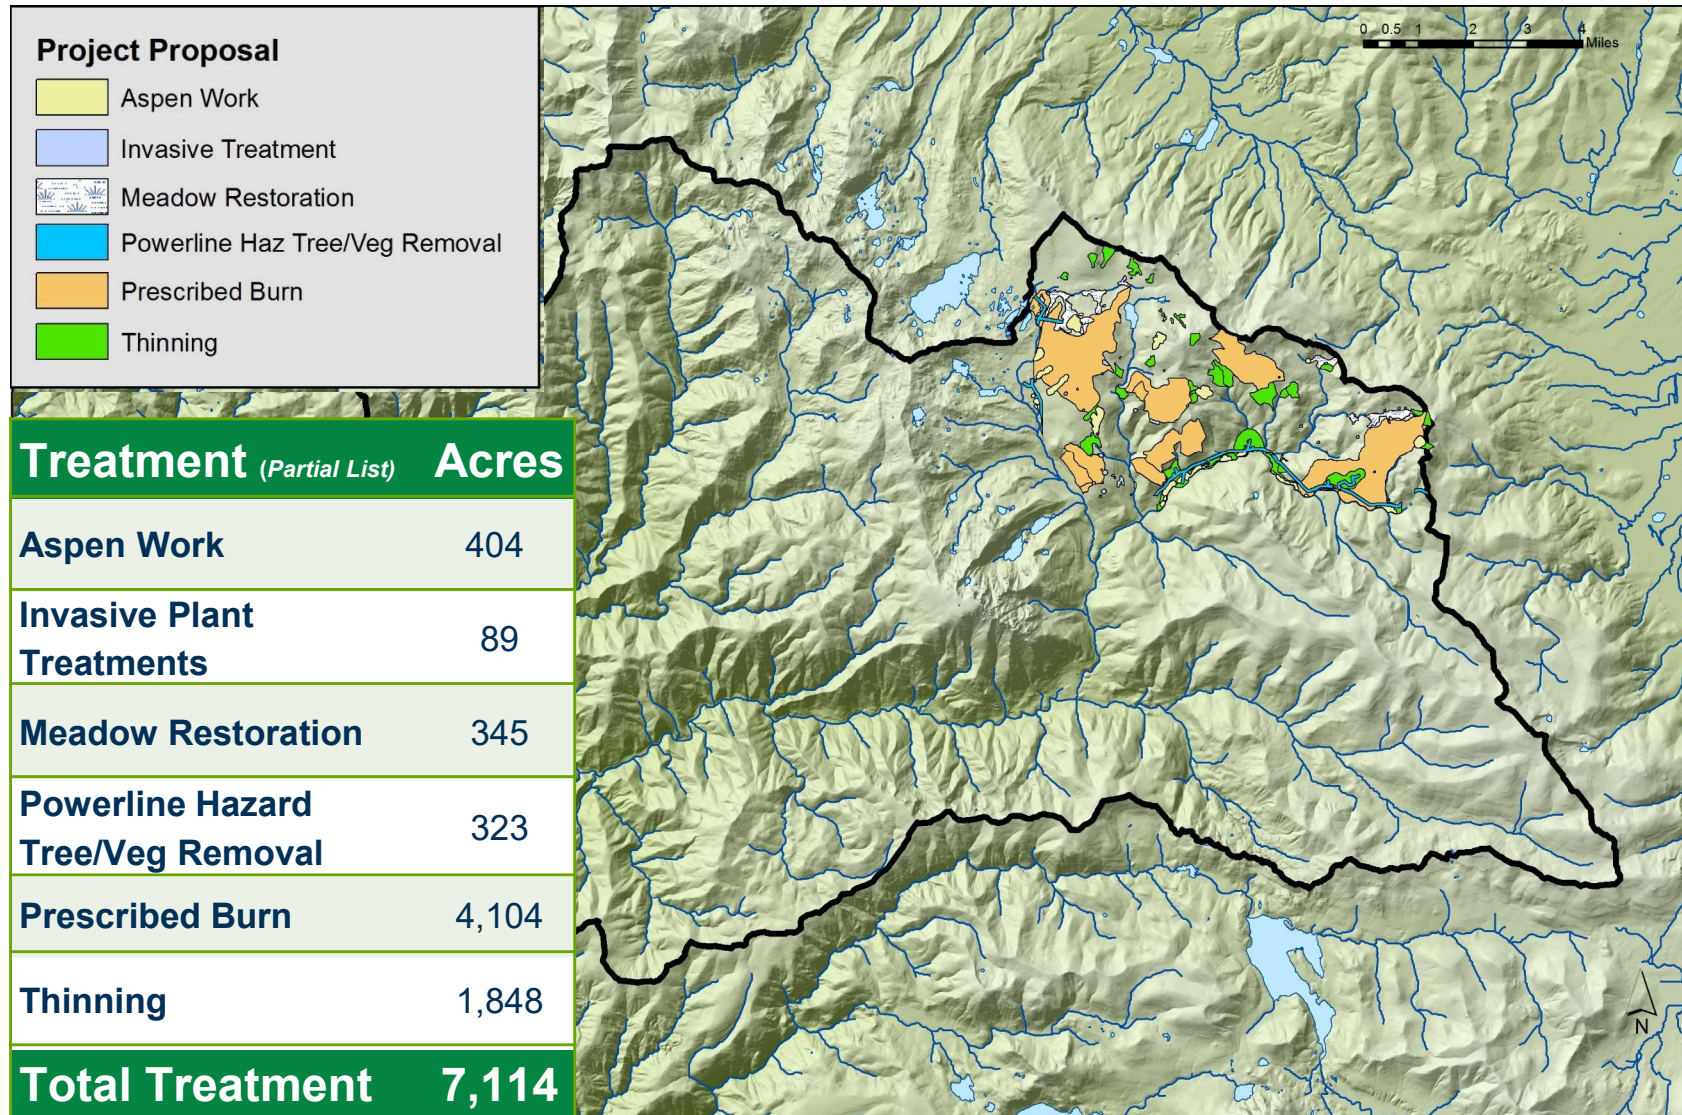 Project Proposal
Aspen Work
Invasive Treatment
Meadow Restoration
Powerline Haz Tree/Veg Removal
Prescribed Burn
Thinning
0 0.5 1 2 3 4
Miles
Treatment (Partial List) Acres
Aspen Work 404
Invasive Plant
Treatments 89
Meadow Restoration 345
Powerline Hazard
Tree/Veg Removal 323
Prescribed Burn 4,104
Thinning 1,848
Total Treatment 7,114
N